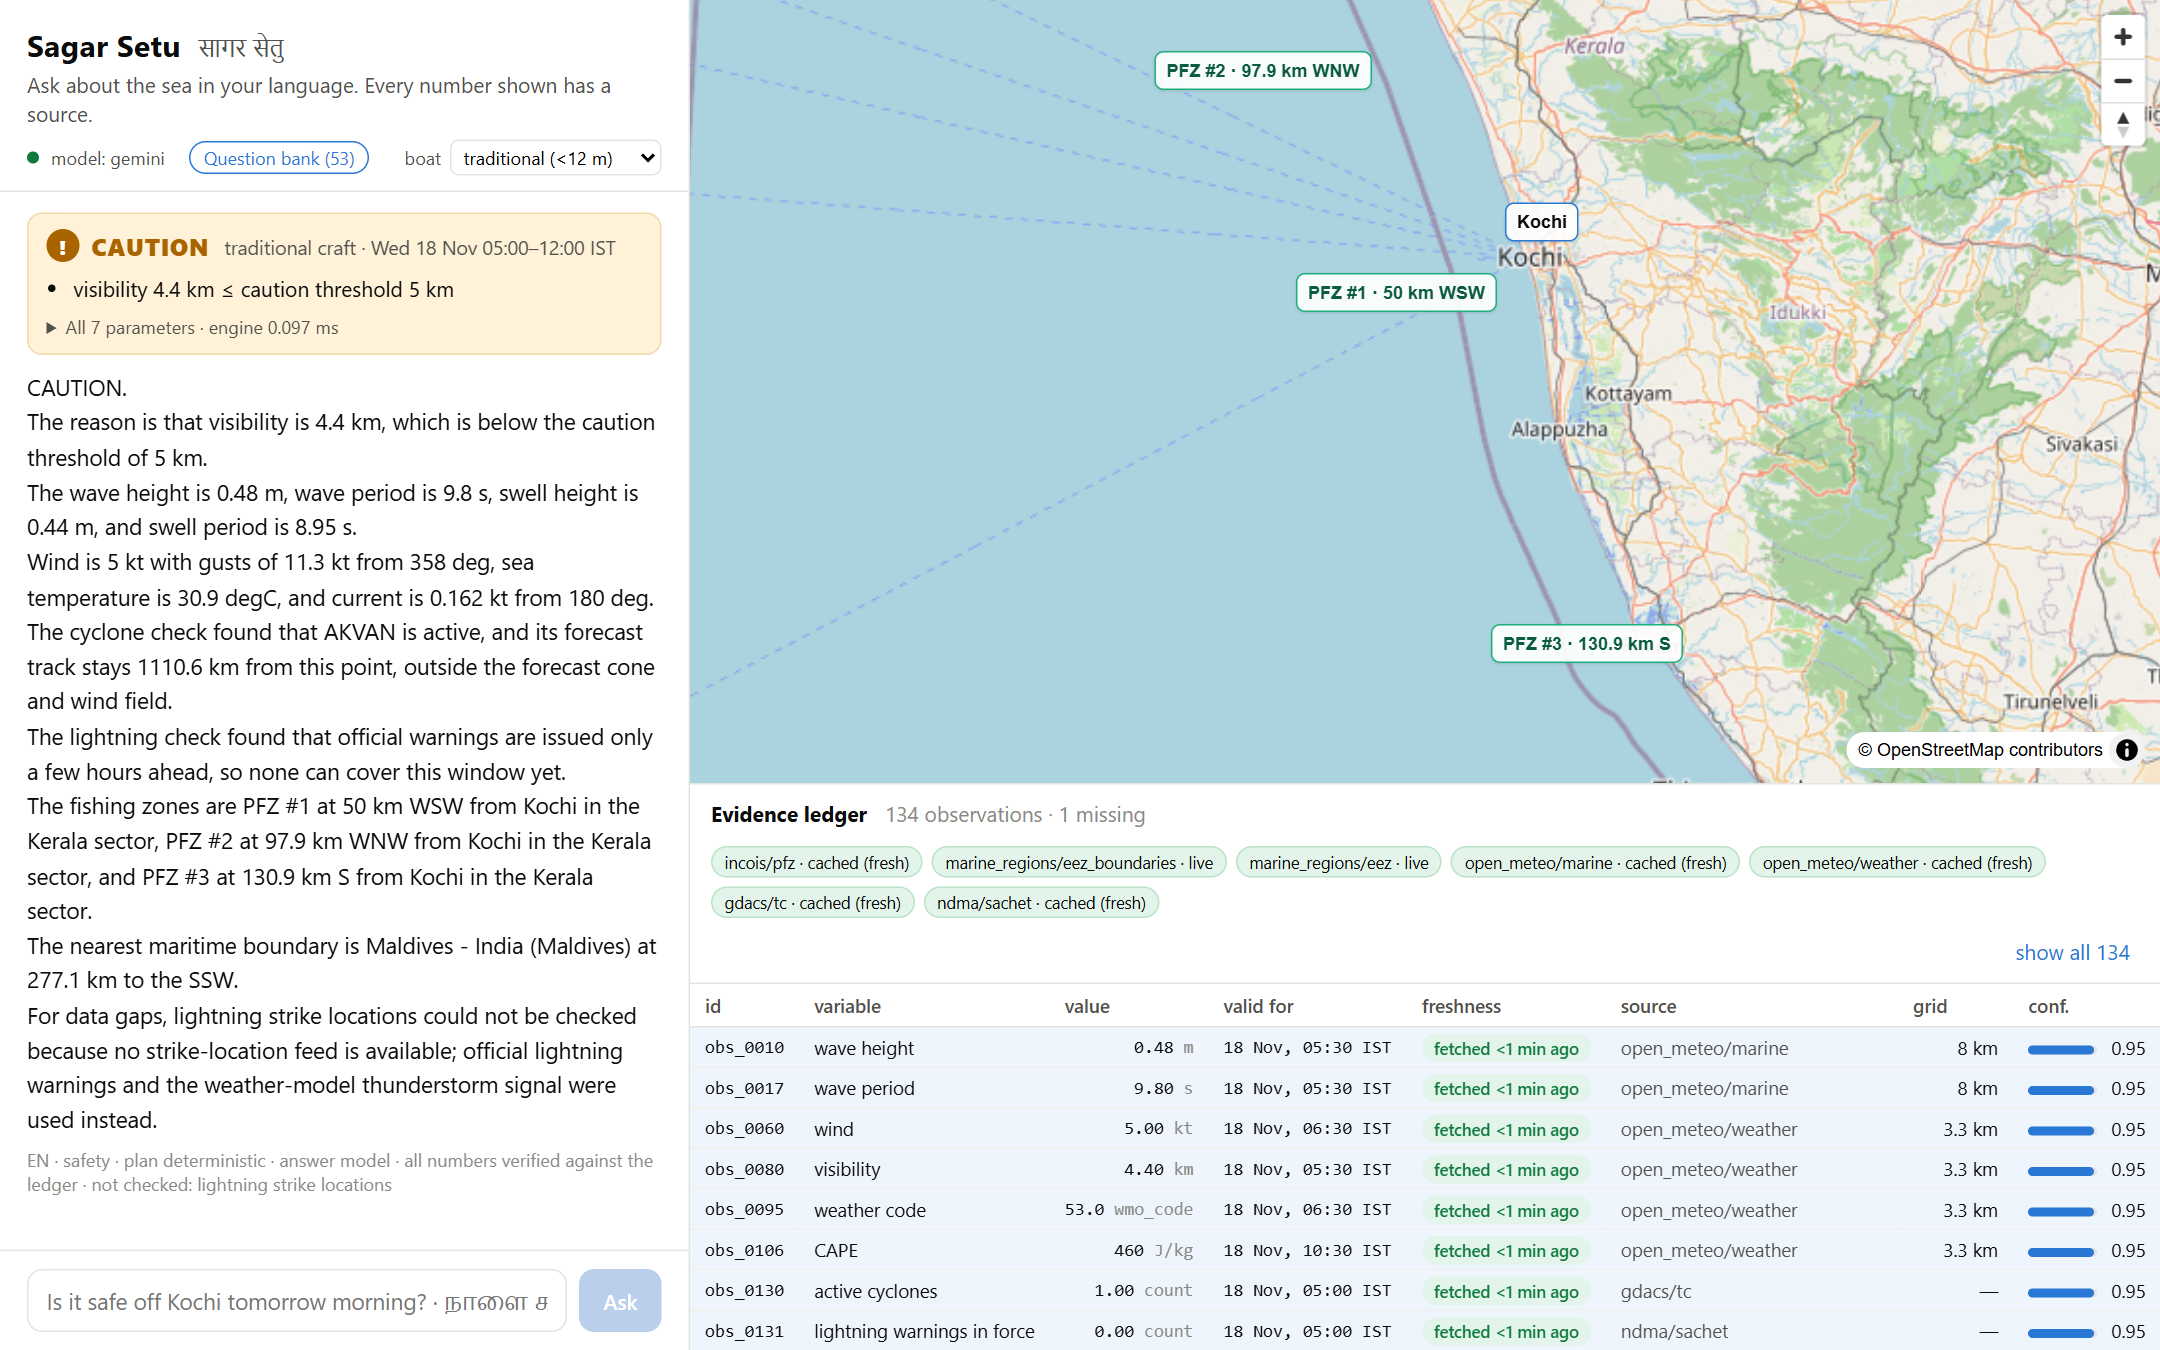 Sagar Setu सागर सेतु
Ask about the sea in your language. Every number shown has a
source.
model: gemini Question bank (53) boat traditional (<12 m)
! CAUTION traditional craft · Wed 18 Nov 05:00–12:00 IST
• visibility 4.4 km ≤ caution threshold 5 km
▶ All 7 parameters · engine 0.097 ms
CAUTION.
The reason is that visibility is 4.4 km, which is below the caution
threshold of 5 km.
The wave height is 0.48 m, wave period is 9.8 s, swell height is
0.44 m, and swell period is 8.95 s.
Wind is 5 kt with gusts of 11.3 kt from 358 deg, sea
temperature is 30.9 degC, and current is 0.162 kt from 180 deg.
The cyclone check found that AKVAN is active, and its forecast
track stays 1110.6 km from this point, outside the forecast cone
and wind field.
The lightning check found that official warnings are issued only
a few hours ahead, so none can cover this window yet.
The fishing zones are PFZ #1 at 50 km WSW from Kochi in the
Kerala sector, PFZ #2 at 97.9 km WNW from Kochi in the Kerala
sector, and PFZ #3 at 130.9 km S from Kochi in the Kerala
sector.
The nearest maritime boundary is Maldives - India (Maldives) at
277.1 km to the SSW.
For data gaps, lightning strike locations could not be checked
because no strike-location feed is available; official lightning
warnings and the weather-model thunderstorm signal were
used instead.
EN · safety · plan deterministic · answer model · all numbers verified against the
ledger · not checked: lightning strike locations
Is it safe off Kochi tomorrow morning? · நாளை ச
Ask
Kerala
PFZ #2 · 97.9 km WNW
Kochi
Kochi
PFZ #1 · 50 km WSW
Idukki
Kottayam
Alappuzha
Sivakasi
PFZ #3 · 130.9 km S
Tirunelveli
© OpenStreetMap contributors
Evidence ledger 134 observations · 1 missing
incois/pfz · cached (fresh) marine_regions/eez_boundaries · live marine_regions/eez · live open_meteo/marine · cached (fresh) open_meteo/weather · cached (fresh)
gdacs/tc · cached (fresh) ndma/sachet · cached (fresh)
show all 134
id variable value valid for freshness source grid conf.
obs_0010 wave height 0.48 m 18 Nov, 05:30 IST fetched <1 min ago open_meteo/marine 8 km 0.95
obs_0017 wave period 9.80 s 18 Nov, 05:30 IST fetched <1 min ago open_meteo/marine 8 km 0.95
obs_0060 wind 5.00 kt 18 Nov, 06:30 IST fetched <1 min ago open_meteo/weather 3.3 km 0.95
obs_0080 visibility 4.40 km 18 Nov, 05:30 IST fetched <1 min ago open_meteo/weather 3.3 km 0.95
obs_0095 weather code 53.0 wmo_code 18 Nov, 06:30 IST fetched <1 min ago open_meteo/weather 3.3 km 0.95
obs_0106 CAPE 460 J/kg 18 Nov, 10:30 IST fetched <1 min ago open_meteo/weather 3.3 km 0.95
obs_0130 active cyclones 1.00 count 18 Nov, 05:00 IST fetched <1 min ago gdacs/tc — 0.95
obs_0131 lightning warnings in force 0.00 count 18 Nov, 05:00 IST fetched <1 min ago ndma/sachet — 0.95